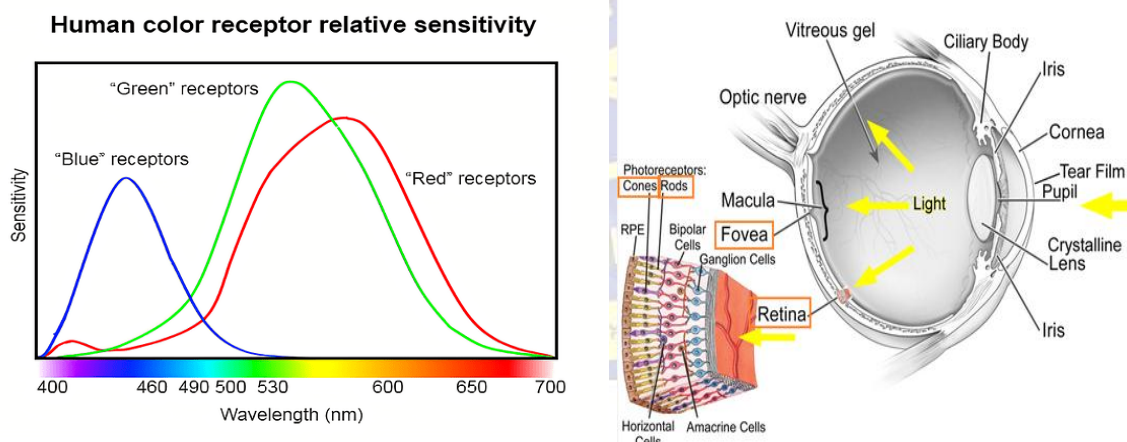 Human color receptor relative sensitivity
“Green” receptors
“Blue” receptors
“Red” receptors
Sensitivity
400 460 490 500 530 600 650 700
Wavelength (nm)
Vitreous gel
Ciliary Body
Iris
Optic nerve
Cornea
Tear Film
Pupil
Photoreceptors:
Cones Rods
Macula
Light
Fovea
RPE
Bipolar
Cells
Ganglion Cells
Crystalline
Lens
Retina
Iris
Horizontal
Cells
Amacrine Cells